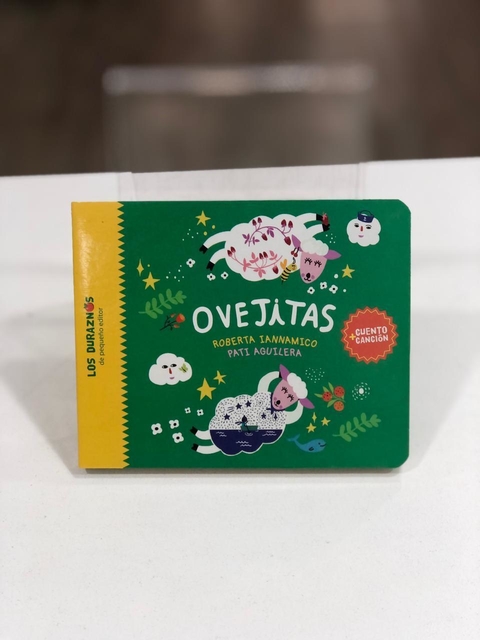 LOS DURAZNOS
de pequeño editor
OVEJITAS
ROBERTA IANNAMICO
PATI AGUILERA
CUENTO
+CANCIÓN